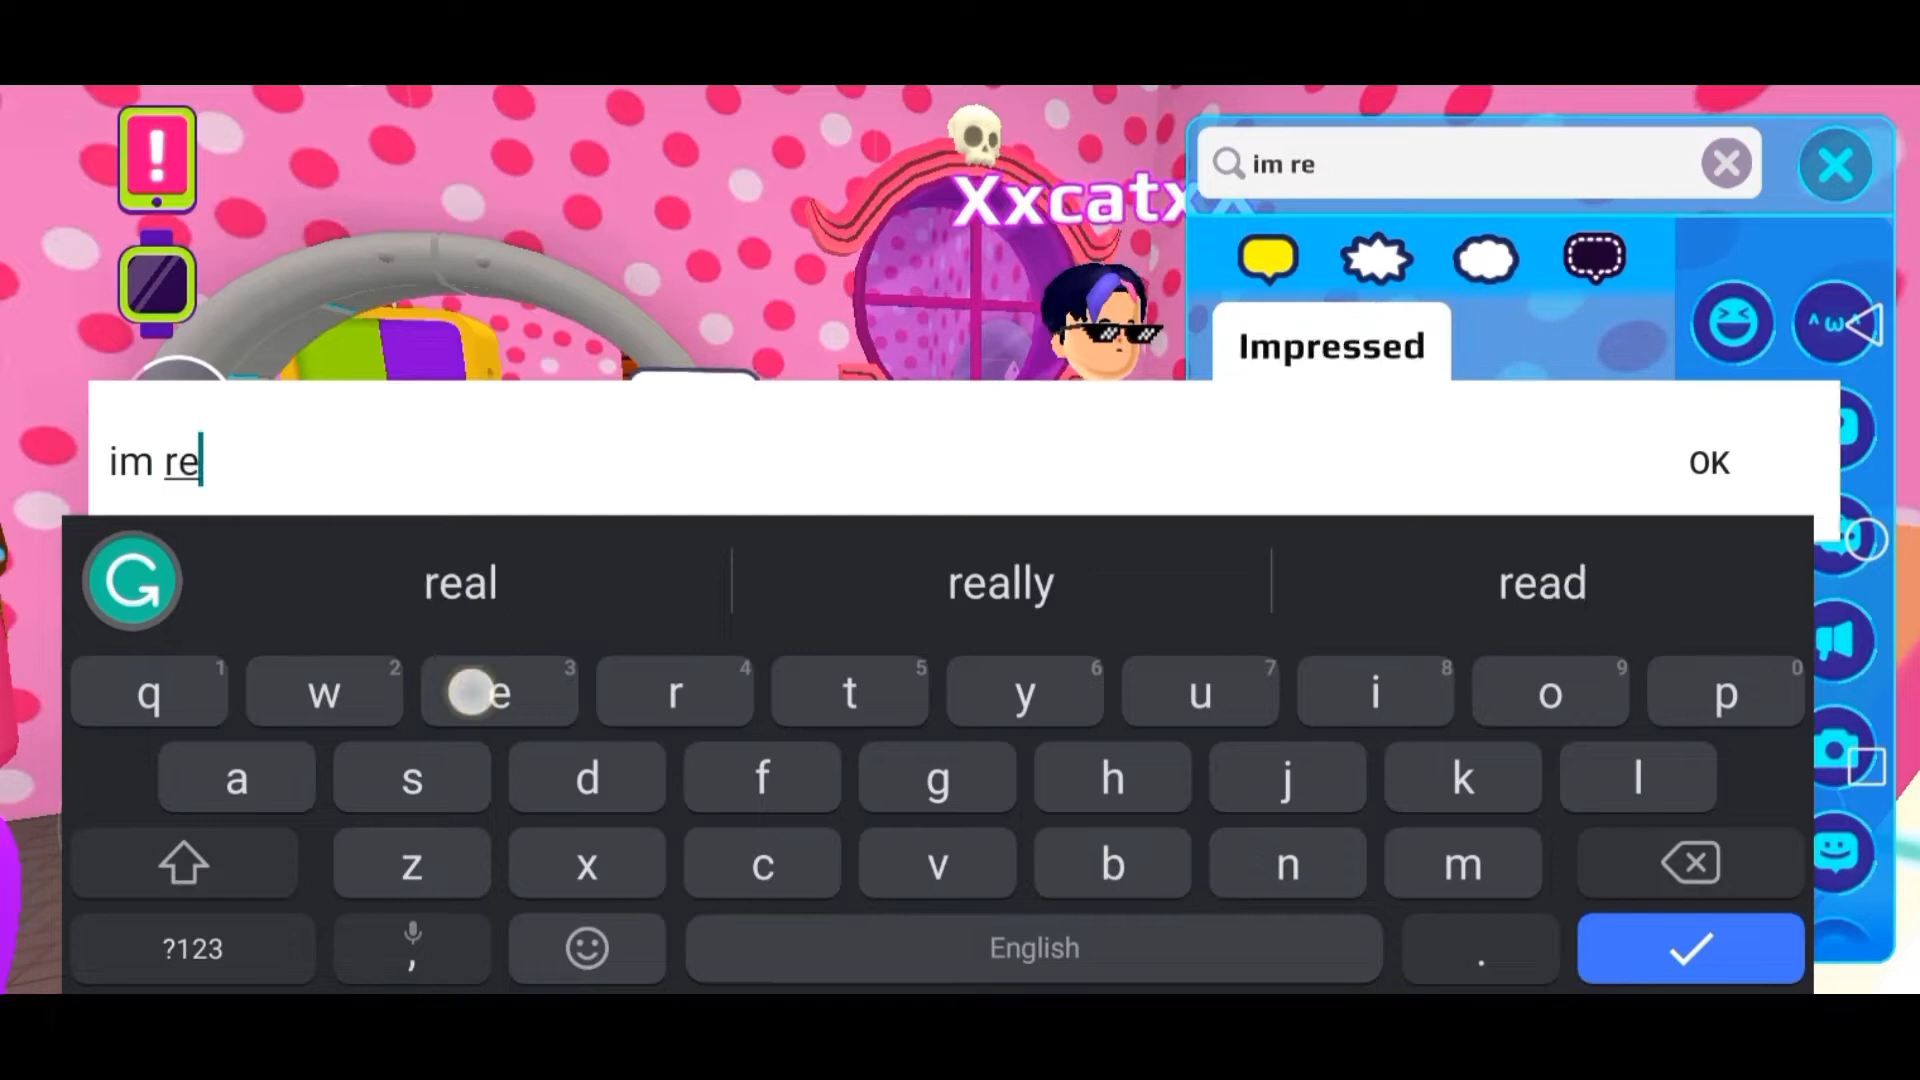 im re
XxcatxX
^ω^
Impressed
im re
OK
real
really
read
q 1
w 2
e 3
r 4
t 5
y 6
u 7
i 8
o 9
p 0
a s d f g h j k l
z x c v b n m
?123
,
English
.